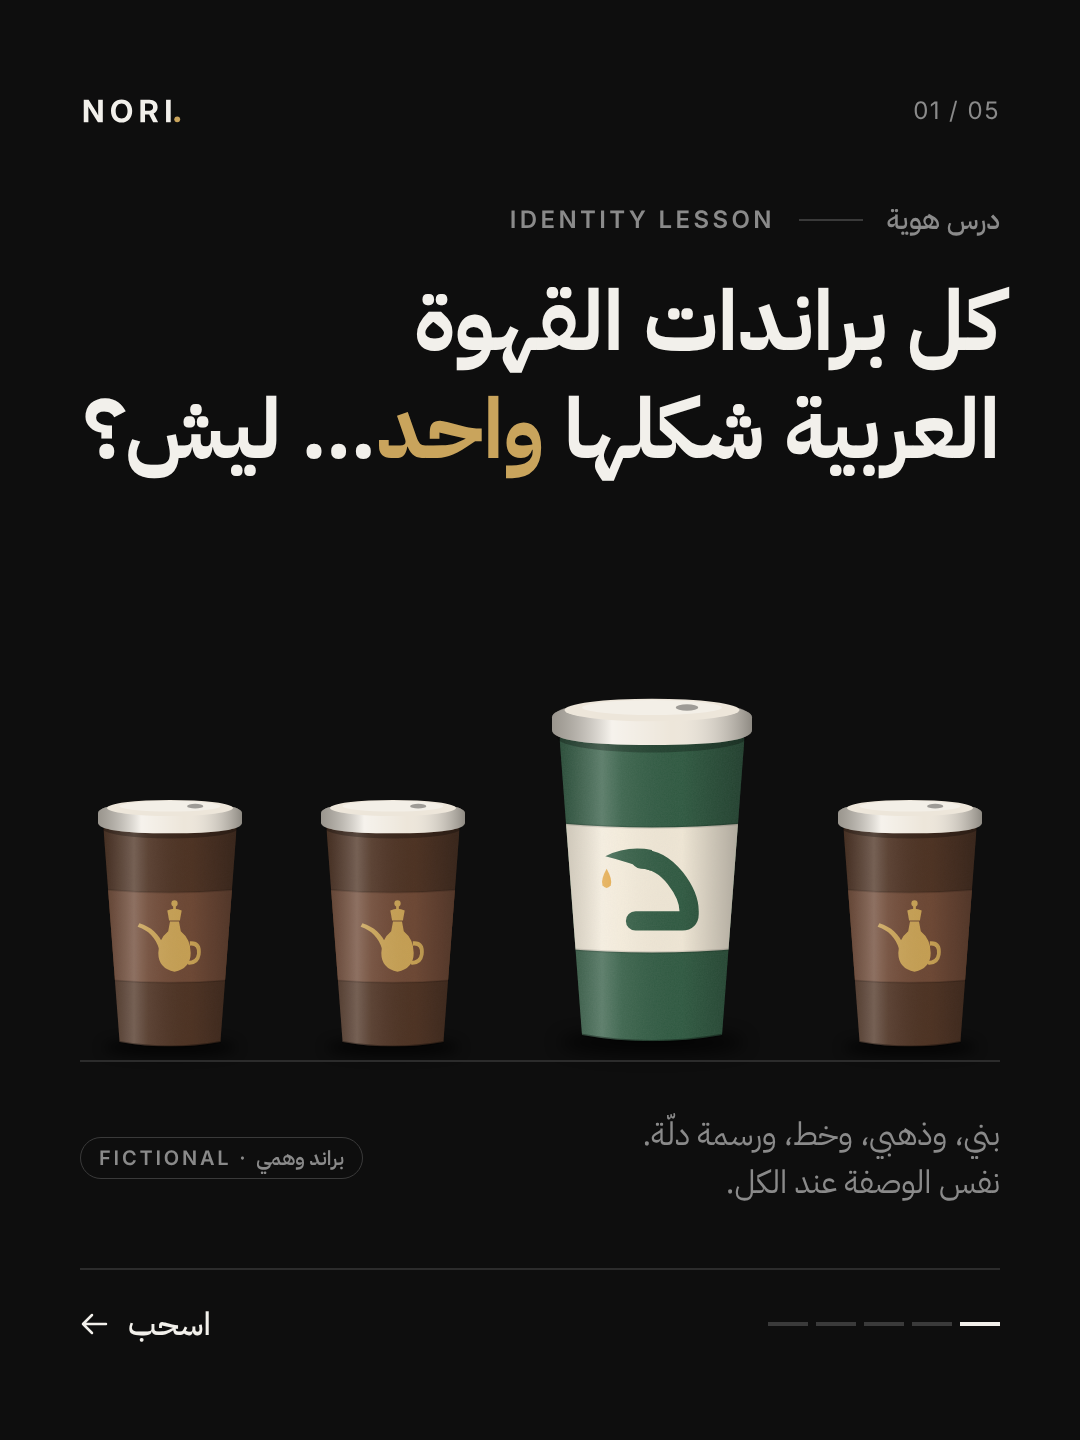 NORI.
01 / 05
درس هوية — IDENTITY LESSON
كل براندات القهوة
العربية شكلها واحد... ليش؟
بني، وذهبي، وخط، ورسمة دلّة.
نفس الوصفة عند الكل.
براند وهمي · FICTIONAL
اسحب ←